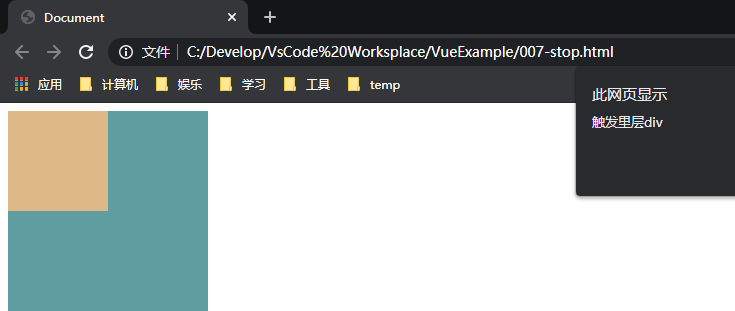 Document
文件 C:/Develop/VsCode%20Worksplace/VueExample/007-stop.html
应用 计算机 娱乐 学习 工具 temp
此网页显示
触发里层div